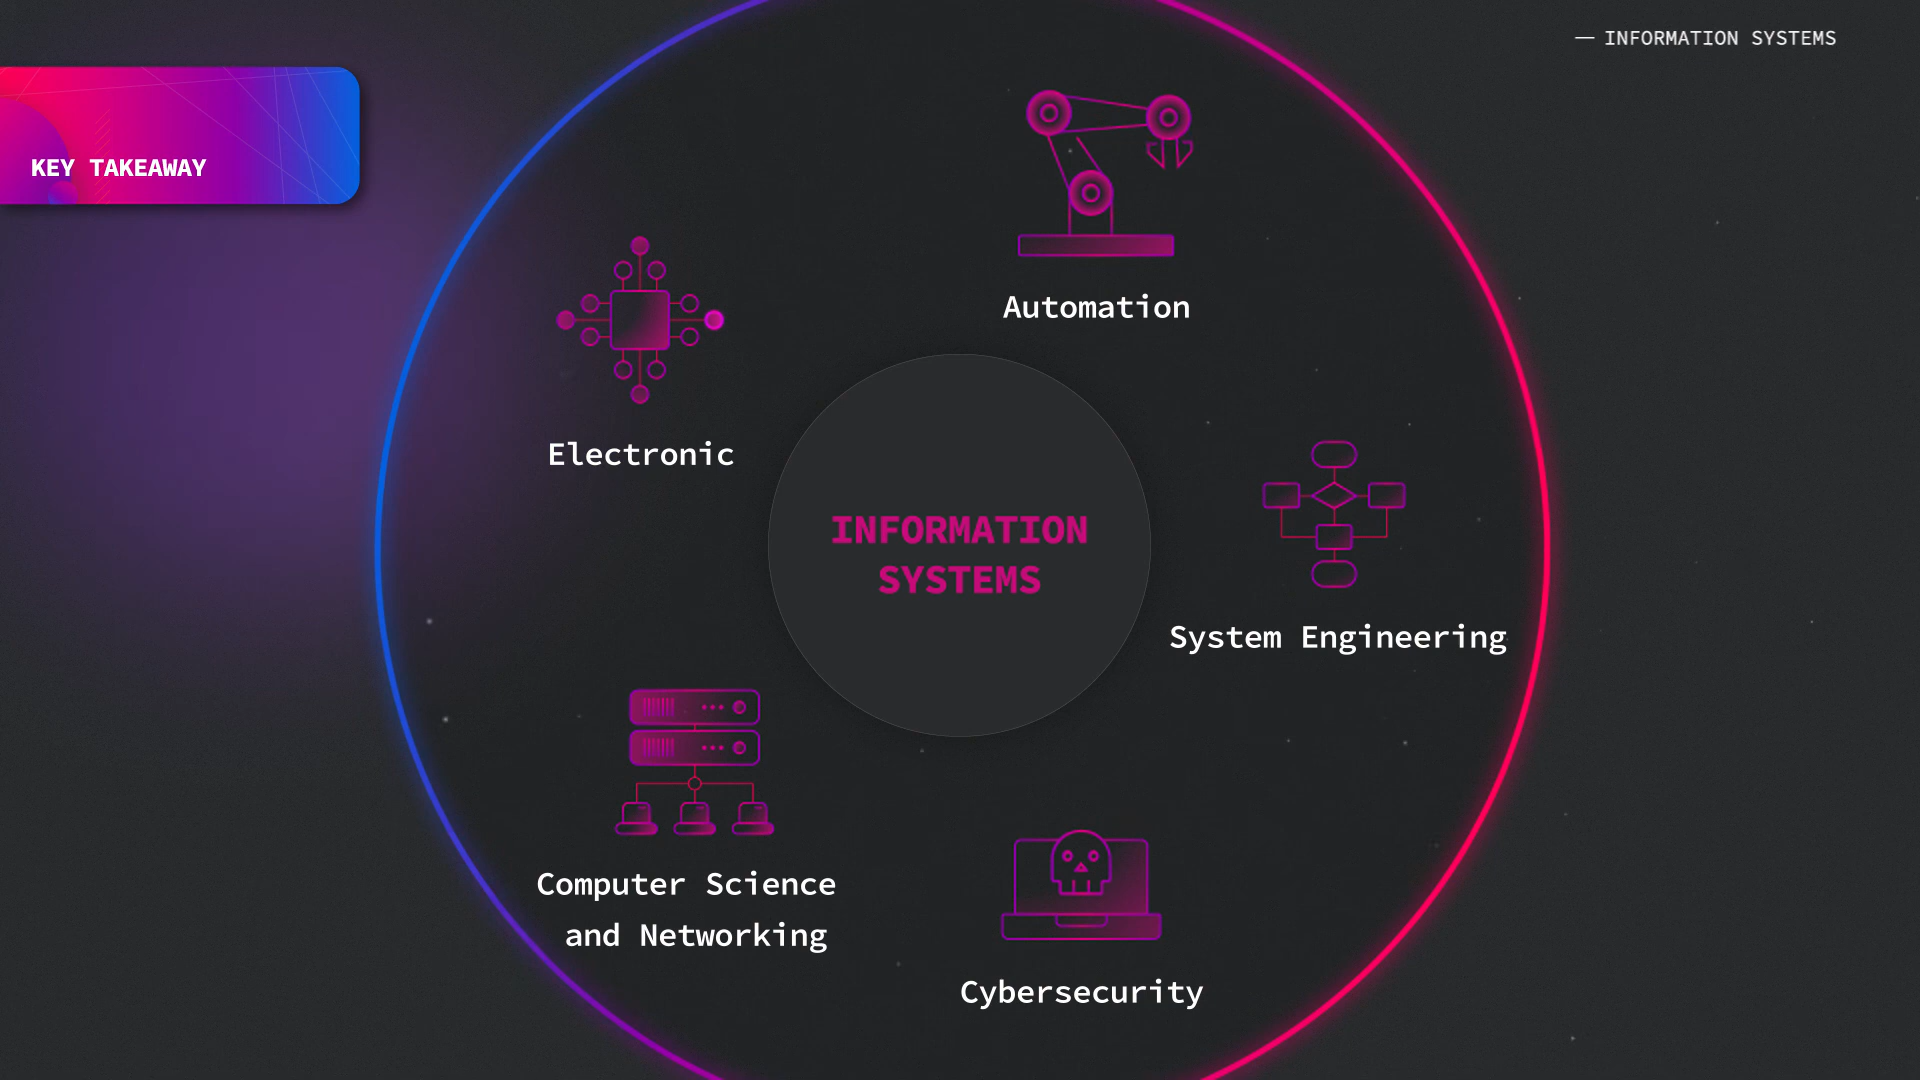 — INFORMATION SYSTEMS
KEY TAKEAWAY
Automation
Electronic
INFORMATION
SYSTEMS
System Engineering
Computer Science
and Networking
Cybersecurity